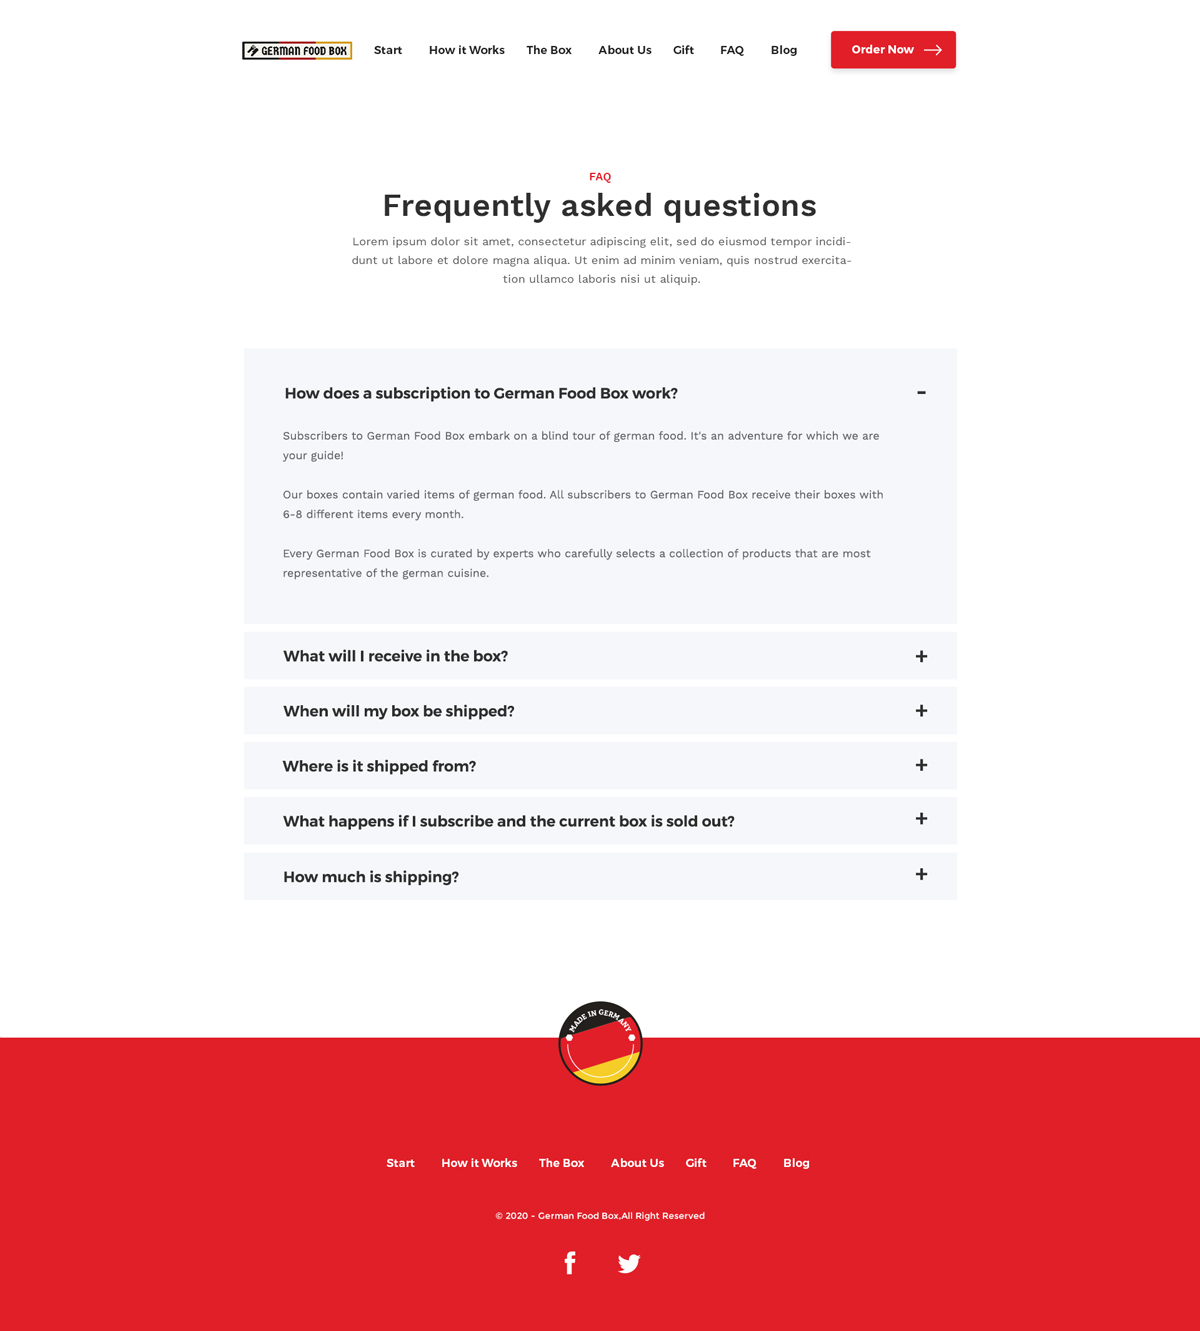 GERMAN FOOD BOX
Start How it Works The Box About Us Gift FAQ Blog
Order Now
FAQ
Frequently asked questions
Lorem ipsum dolor sit amet, consectetur adipiscing elit, sed do eiusmod tempor incidi-
dunt ut labore et dolore magna aliqua. Ut enim ad minim veniam, quis nostrud exercita-
tion ullamco laboris nisi ut aliquip.
How does a subscription to German Food Box work?
Subscribers to German Food Box embark on a blind tour of german food. It's an adventure for which we are
your guide!
Our boxes contain varied items of german food. All subscribers to German Food Box receive their boxes with
6-8 different items every month.
Every German Food Box is curated by experts who carefully selects a collection of products that are most
representative of the german cuisine.
What will I receive in the box?
When will my box be shipped?
Where is it shipped from?
What happens if I subscribe and the current box is sold out?
How much is shipping?
MADE IN GERMANY
Start How it Works The Box About Us Gift FAQ Blog
© 2020 - German Food Box,All Right Reserved